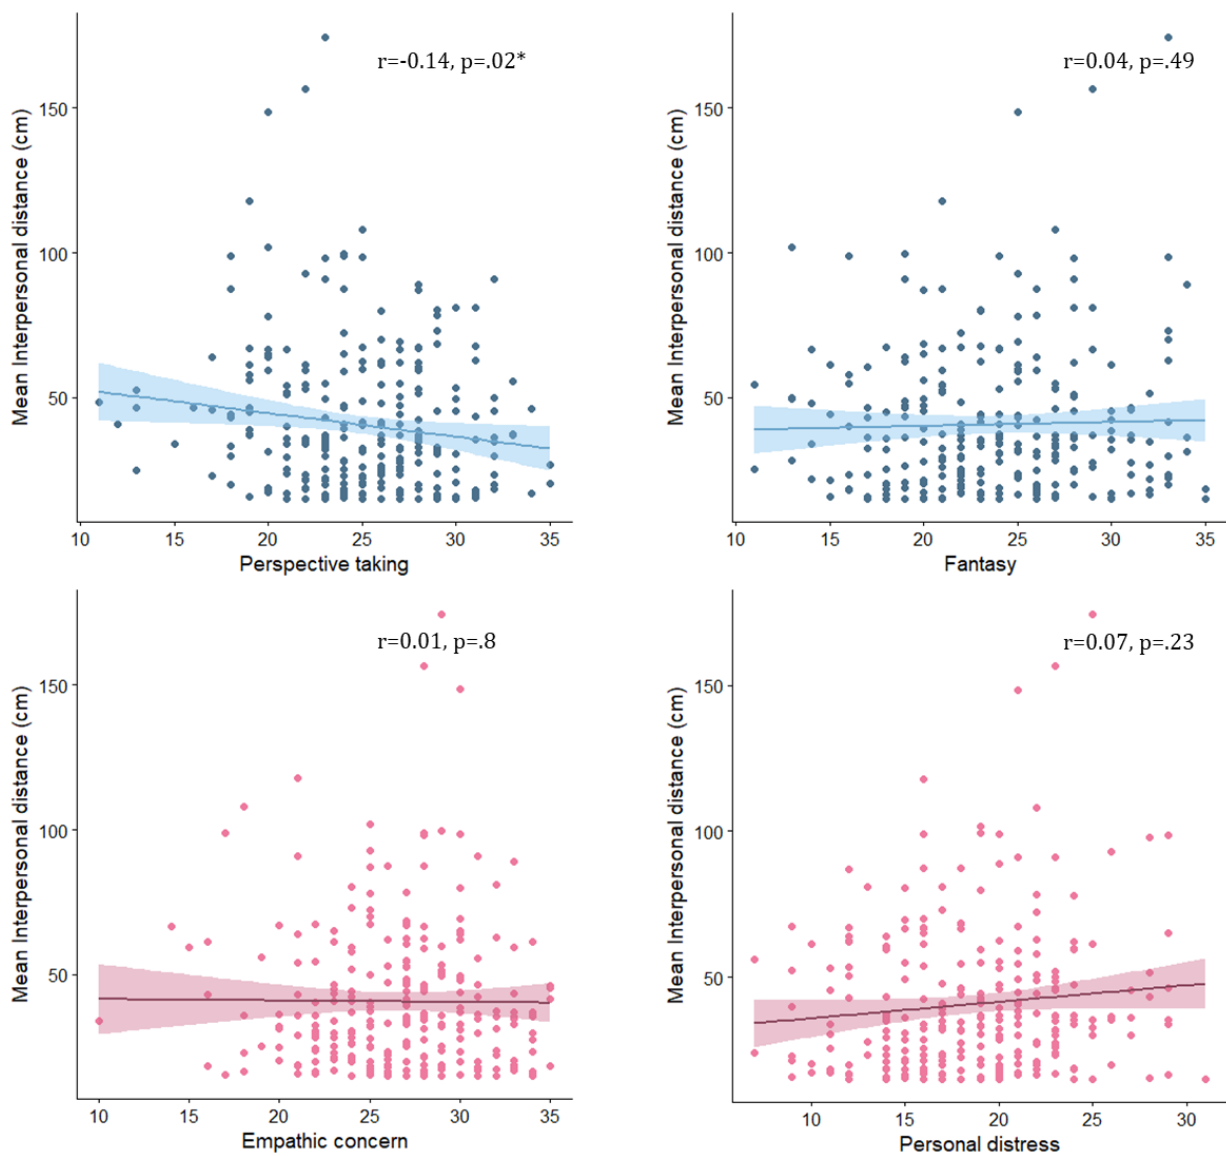 r=-0.14, p=.02*
Mean Interpersonal distance (cm)
150
100
50
10 15 20 25 30 35
Perspective taking
r=0.04, p=.49
Mean Interpersonal distance (cm)
150
100
50
10 15 20 25 30 35
Fantasy
r=0.01, p=.8
Mean Interpersonal distance (cm)
150
100
50
10 15 20 25 30 35
Empathic concern
r=0.07, p=.23
Mean Interpersonal distance (cm)
150
100
50
10 15 20 25 30
Personal distress